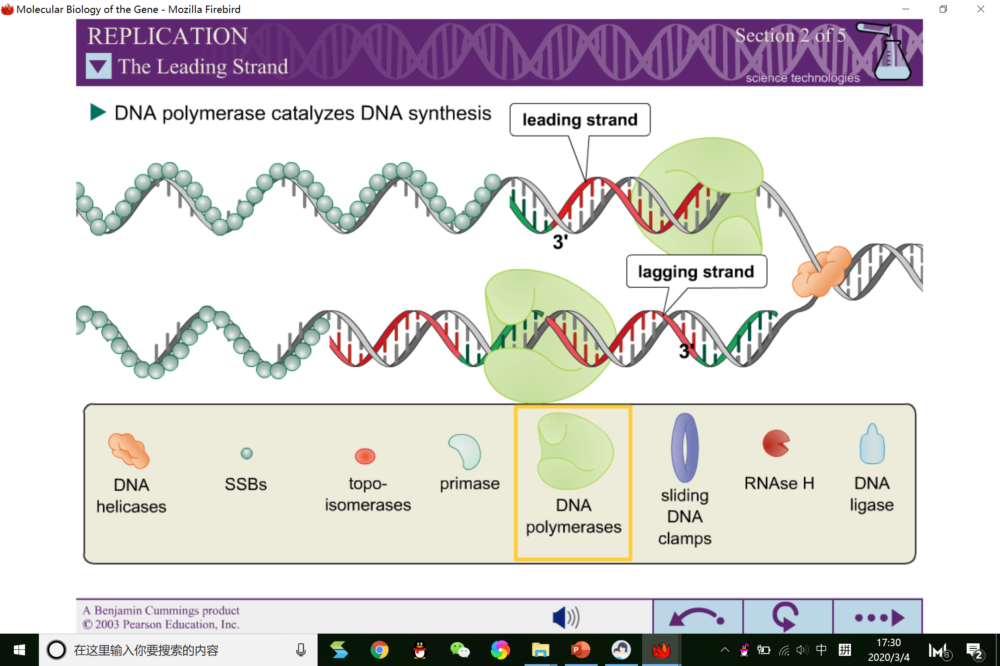 Molecular Biology of the Gene - Mozilla Firebird
REPLICATION
Section 2 of 5
The Leading Strand
science technologies
DNA polymerase catalyzes DNA synthesis
leading strand
3'
lagging strand
3'
DNA
helicases
SSBs
topo-
isomerases
primase
DNA
polymerases
sliding
DNA
clamps
RNAse H
DNA
ligase
A Benjamin Cummings product
© 2003 Pearson Education, Inc.
在这里输入你要搜索的内容
P
中
拼
17:30
2020/3/4
M
3
2